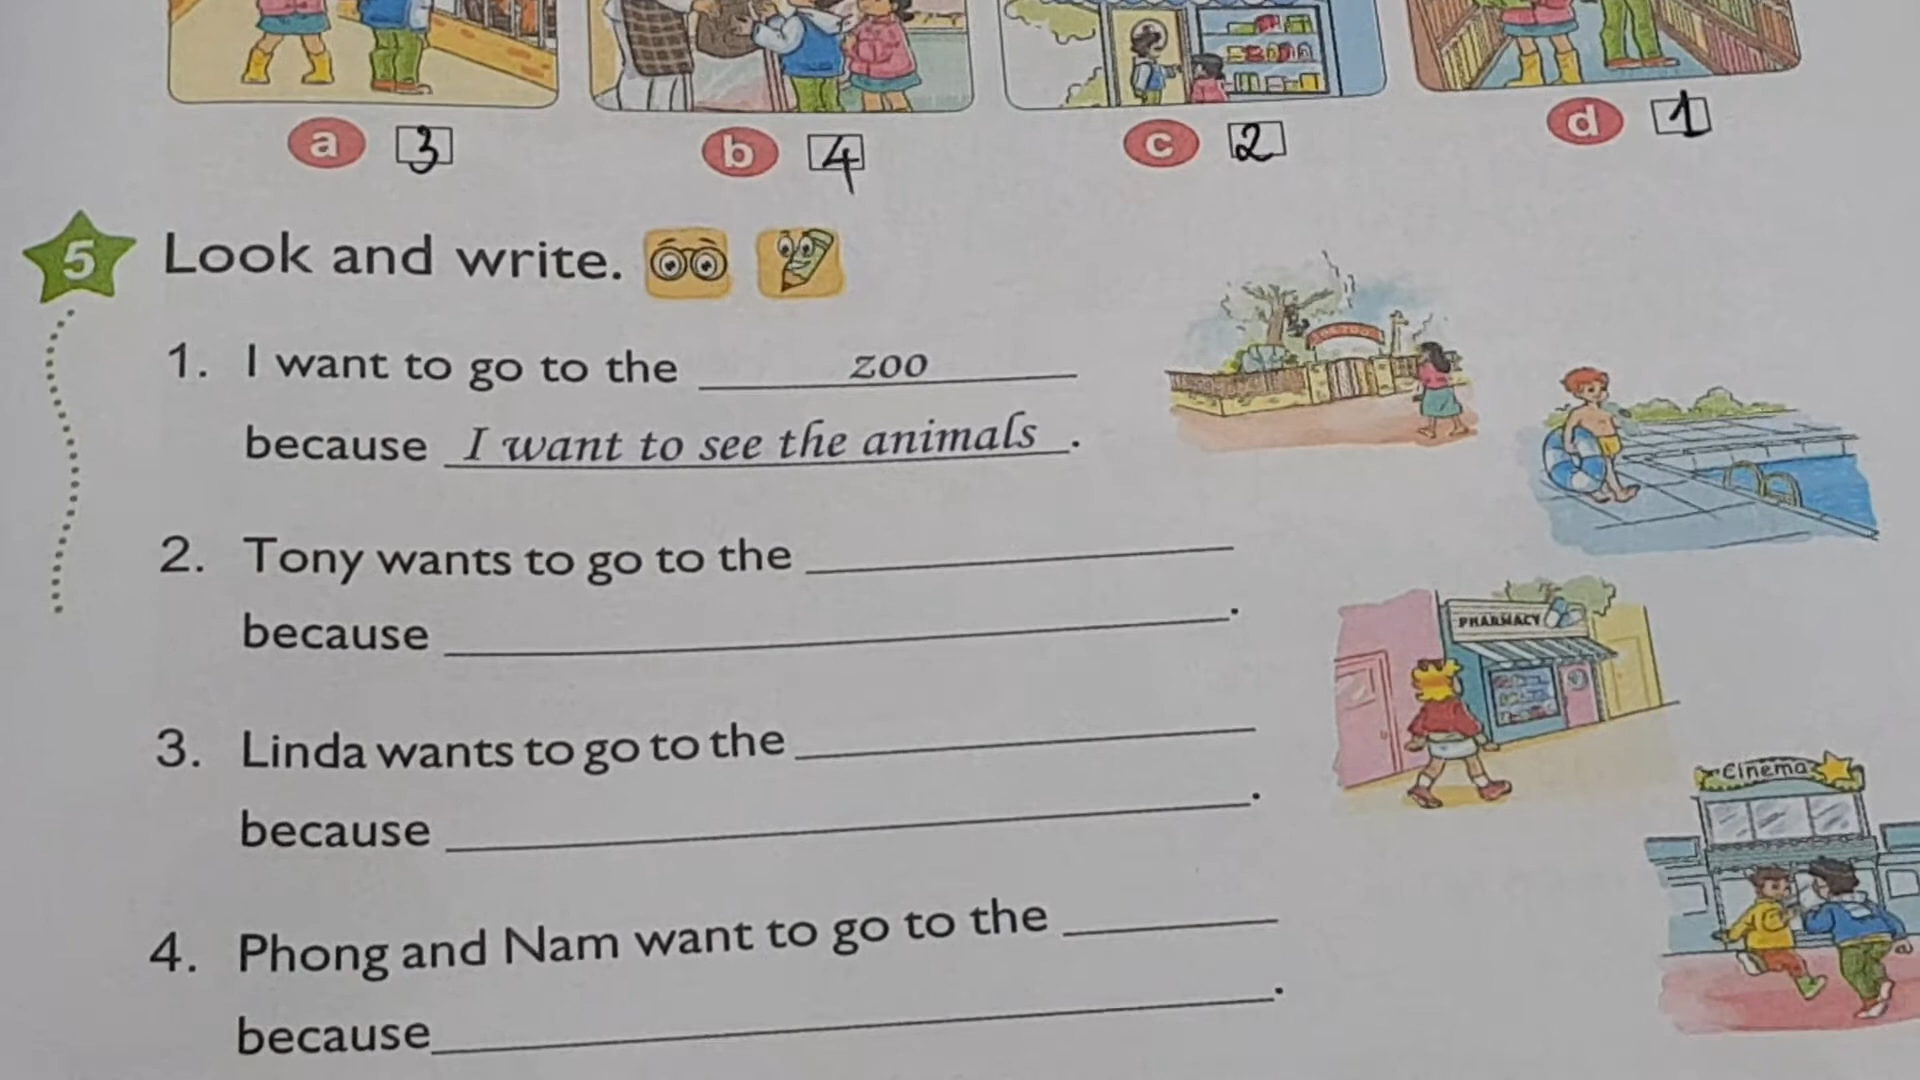 a 3 b 4 c 2 d 1
5 Look and write.
1. I want to go to the zoo
because I want to see the animals.
2. Tony wants to go to the
because .
PHARMACY
3. Linda wants to go to the
because .
Cinema
4. Phong and Nam want to go to the
because .